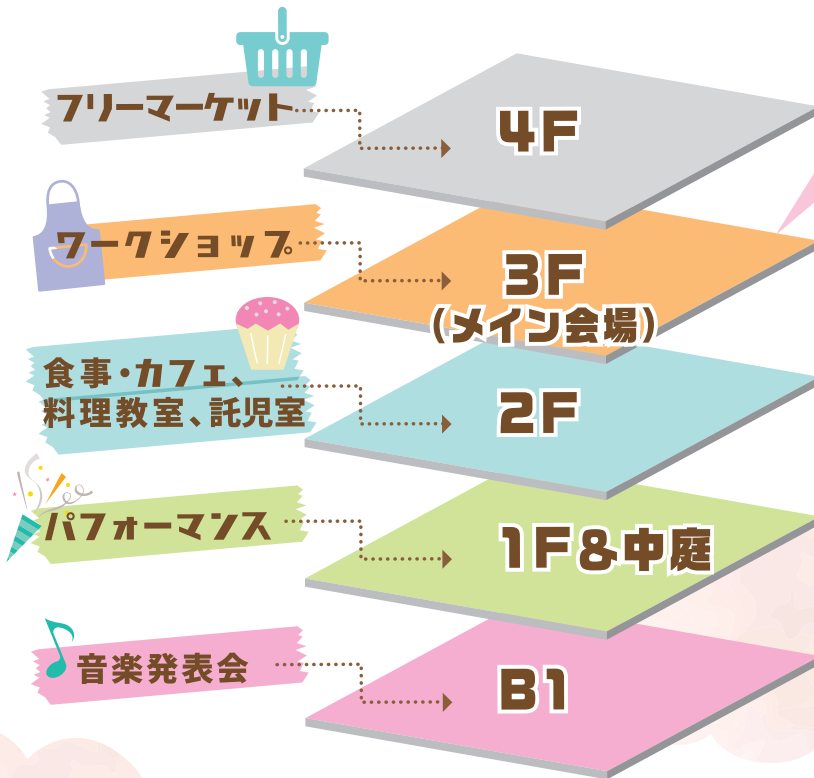 フリーマーケット
4F
ワークショップ
3F
(メイン会場)
食事・カフェ、
料理教室、託児室
2F
パフォーマンス
1F&中庭
音楽発表会
B1